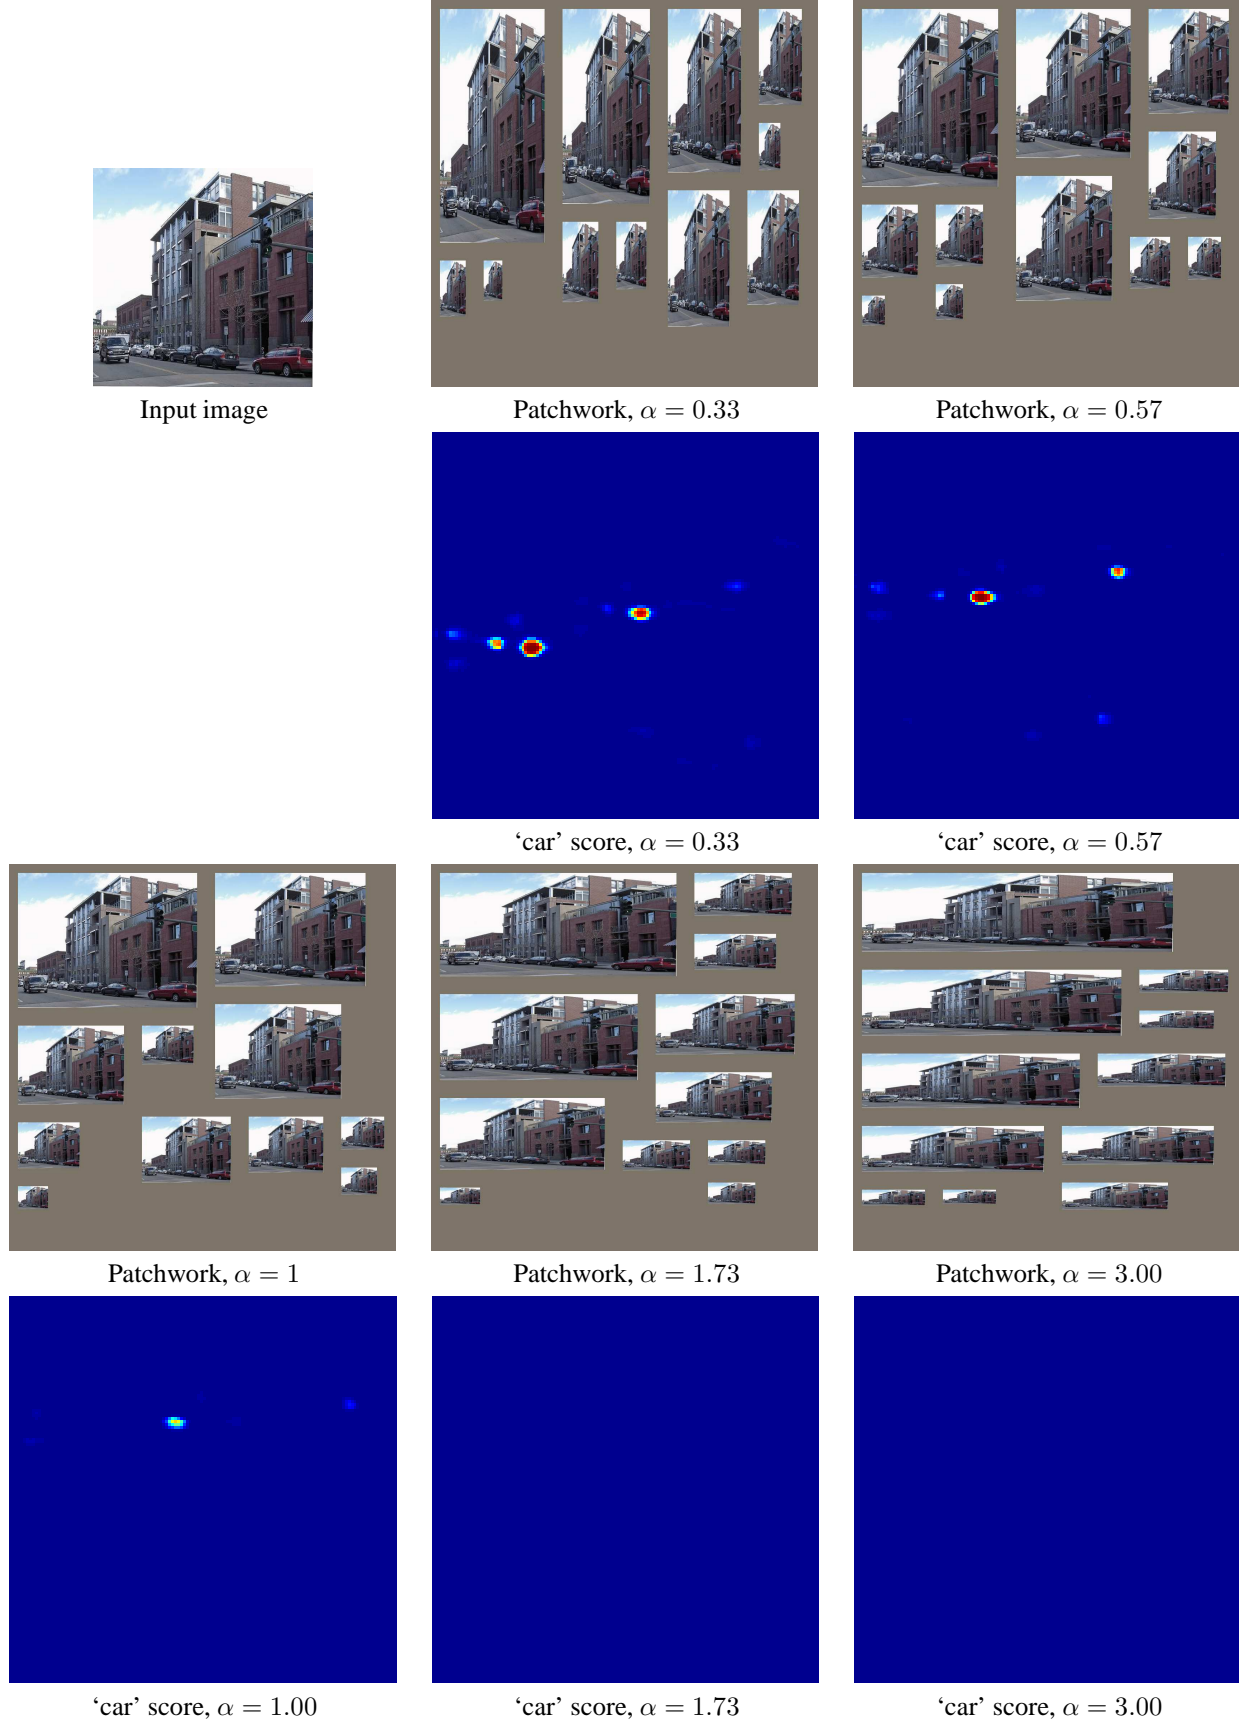 Input image
Patchwork, α = 0.33
Patchwork, α = 0.57
‘car’ score, α = 0.33
‘car’ score, α = 0.57
Patchwork, α = 1
Patchwork, α = 1.73
Patchwork, α = 3.00
‘car’ score, α = 1.00
‘car’ score, α = 1.73
‘car’ score, α = 3.00